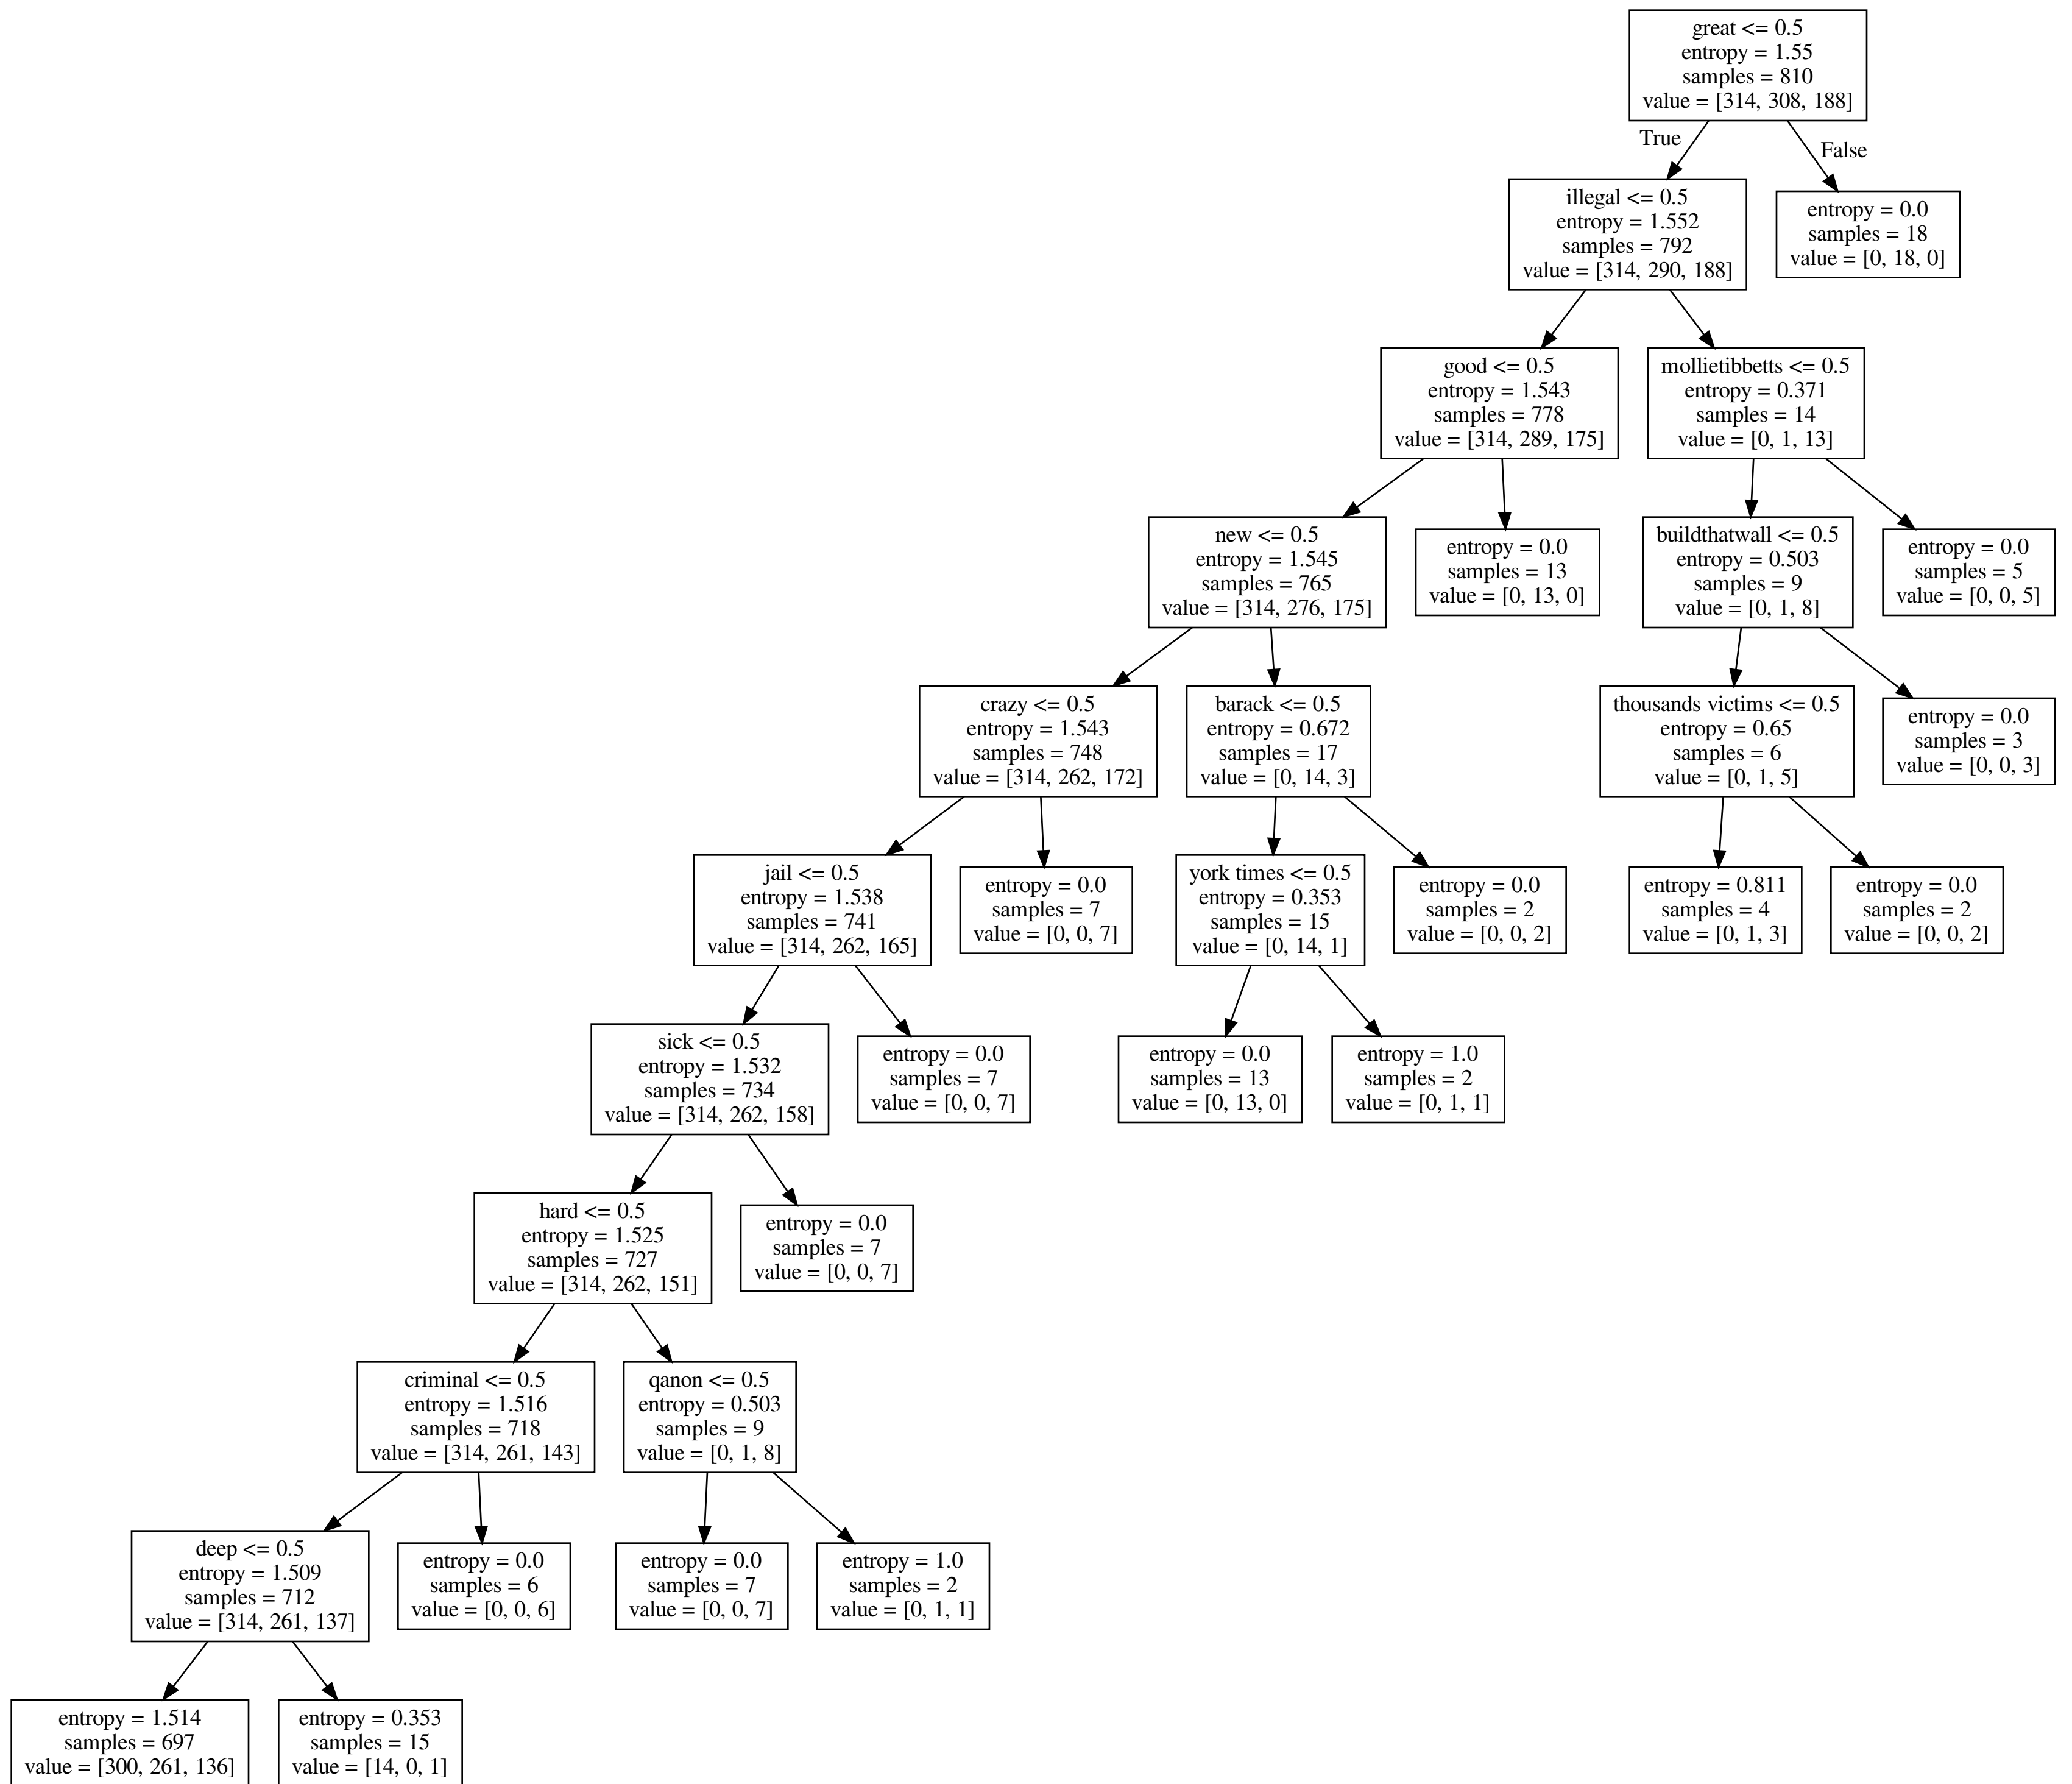 great <= 0.5
entropy = 1.55
samples = 810
value = [314, 308, 188]
True
False
illegal <= 0.5
entropy = 1.552
samples = 792
value = [314, 290, 188]
entropy = 0.0
samples = 18
value = [0, 18, 0]
good <= 0.5
entropy = 1.543
samples = 778
value = [314, 289, 175]
mollietibbetts <= 0.5
entropy = 0.371
samples = 14
value = [0, 1, 13]
new <= 0.5
entropy = 1.545
samples = 765
value = [314, 276, 175]
entropy = 0.0
samples = 13
value = [0, 13, 0]
buildthatwall <= 0.5
entropy = 0.503
samples = 9
value = [0, 1, 8]
entropy = 0.0
samples = 5
value = [0, 0, 5]
crazy <= 0.5
entropy = 1.543
samples = 748
value = [314, 262, 172]
barack <= 0.5
entropy = 0.672
samples = 17
value = [0, 14, 3]
thousands victims <= 0.5
entropy = 0.65
samples = 6
value = [0, 1, 5]
entropy = 0.0
samples = 3
value = [0, 0, 3]
jail <= 0.5
entropy = 1.538
samples = 741
value = [314, 262, 165]
entropy = 0.0
samples = 7
value = [0, 0, 7]
york times <= 0.5
entropy = 0.353
samples = 15
value = [0, 14, 1]
entropy = 0.0
samples = 2
value = [0, 0, 2]
entropy = 0.811
samples = 4
value = [0, 1, 3]
entropy = 0.0
samples = 2
value = [0, 0, 2]
sick <= 0.5
entropy = 1.532
samples = 734
value = [314, 262, 158]
entropy = 0.0
samples = 7
value = [0, 0, 7]
entropy = 0.0
samples = 13
value = [0, 13, 0]
entropy = 1.0
samples = 2
value = [0, 1, 1]
hard <= 0.5
entropy = 1.525
samples = 727
value = [314, 262, 151]
entropy = 0.0
samples = 7
value = [0, 0, 7]
criminal <= 0.5
entropy = 1.516
samples = 718
value = [314, 261, 143]
qanon <= 0.5
entropy = 0.503
samples = 9
value = [0, 1, 8]
deep <= 0.5
entropy = 1.509
samples = 712
value = [314, 261, 137]
entropy = 0.0
samples = 6
value = [0, 0, 6]
entropy = 0.0
samples = 7
value = [0, 0, 7]
entropy = 1.0
samples = 2
value = [0, 1, 1]
entropy = 1.514
samples = 697
value = [300, 261, 136]
entropy = 0.353
samples = 15
value = [14, 0, 1]